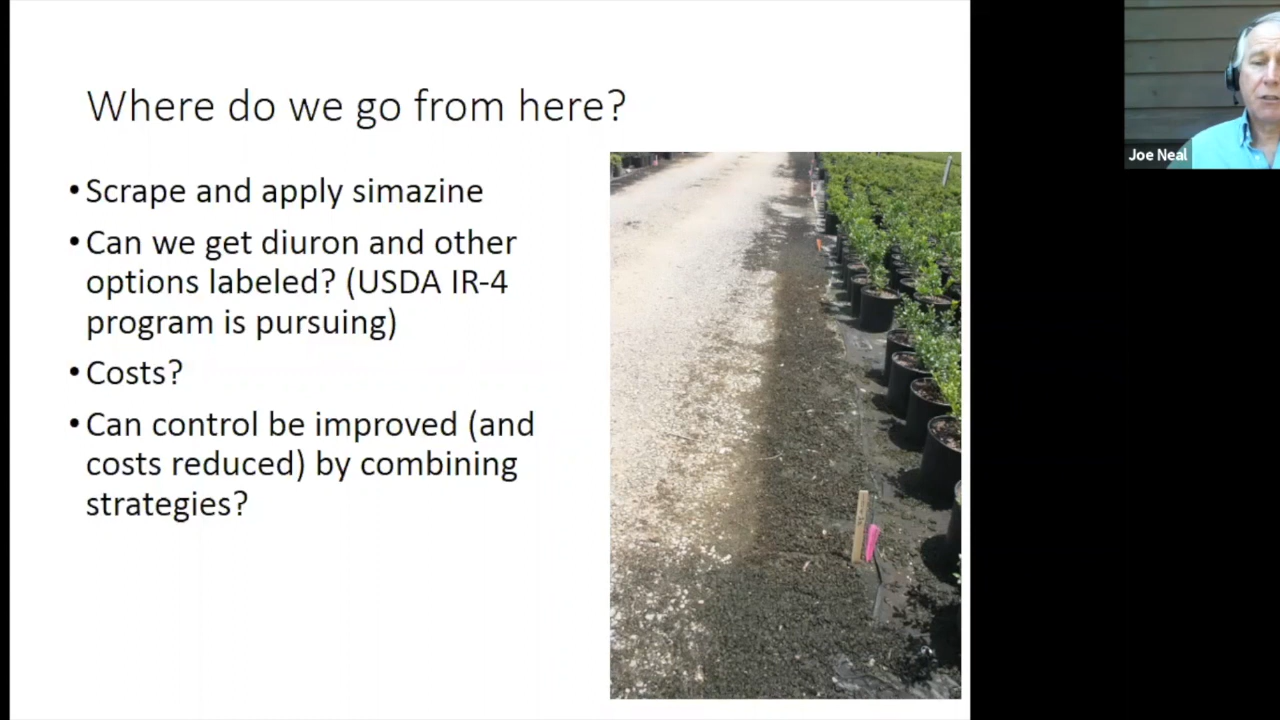 Where do we go from here?
• Scrape and apply simazine
• Can we get diuron and other
options labeled? (USDA IR-4
program is pursuing)
• Costs?
• Can control be improved (and
costs reduced) by combining
strategies?
Joe Neal